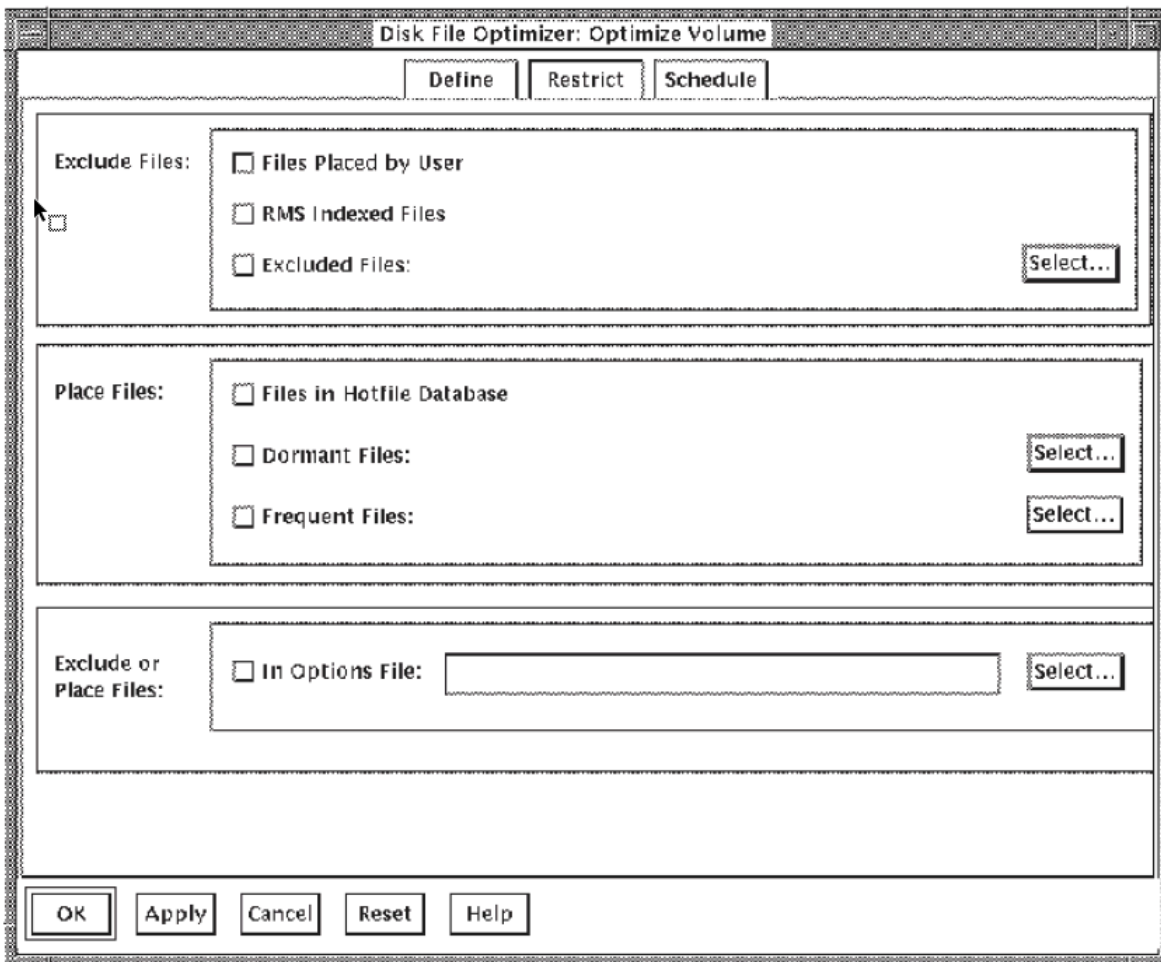 Disk File Optimizer: Optimize Volume
Define Restrict Schedule
Exclude Files:
Files Placed by User
RMS Indexed Files
Excluded Files: Select...
Place Files:
Files in Hotfile Database
Dormant Files: Select...
Frequent Files: Select...
Exclude or
Place Files:
In Options File: Select...
OK Apply Cancel Reset Help